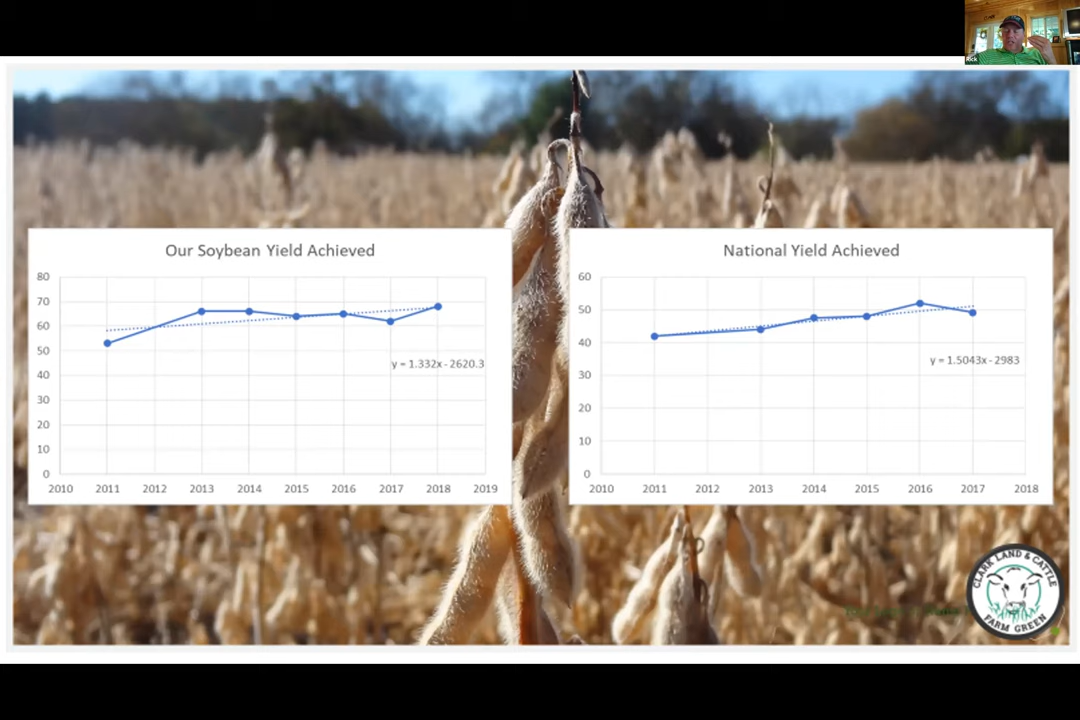 Rick
Our Soybean Yield Achieved
80
70
60
50
40
30
20
10
0
y = 1.332x - 2620.3
2010 2011 2012 2013 2014 2015 2016 2017 2018 2019
National Yield Achieved
60
50
40
30
20
10
0
y = 1.5043x - 2983
2010 2011 2012 2013 2014 2015 2016 2017 2018
CLARK LAND & CATTLE
FARM GREEN